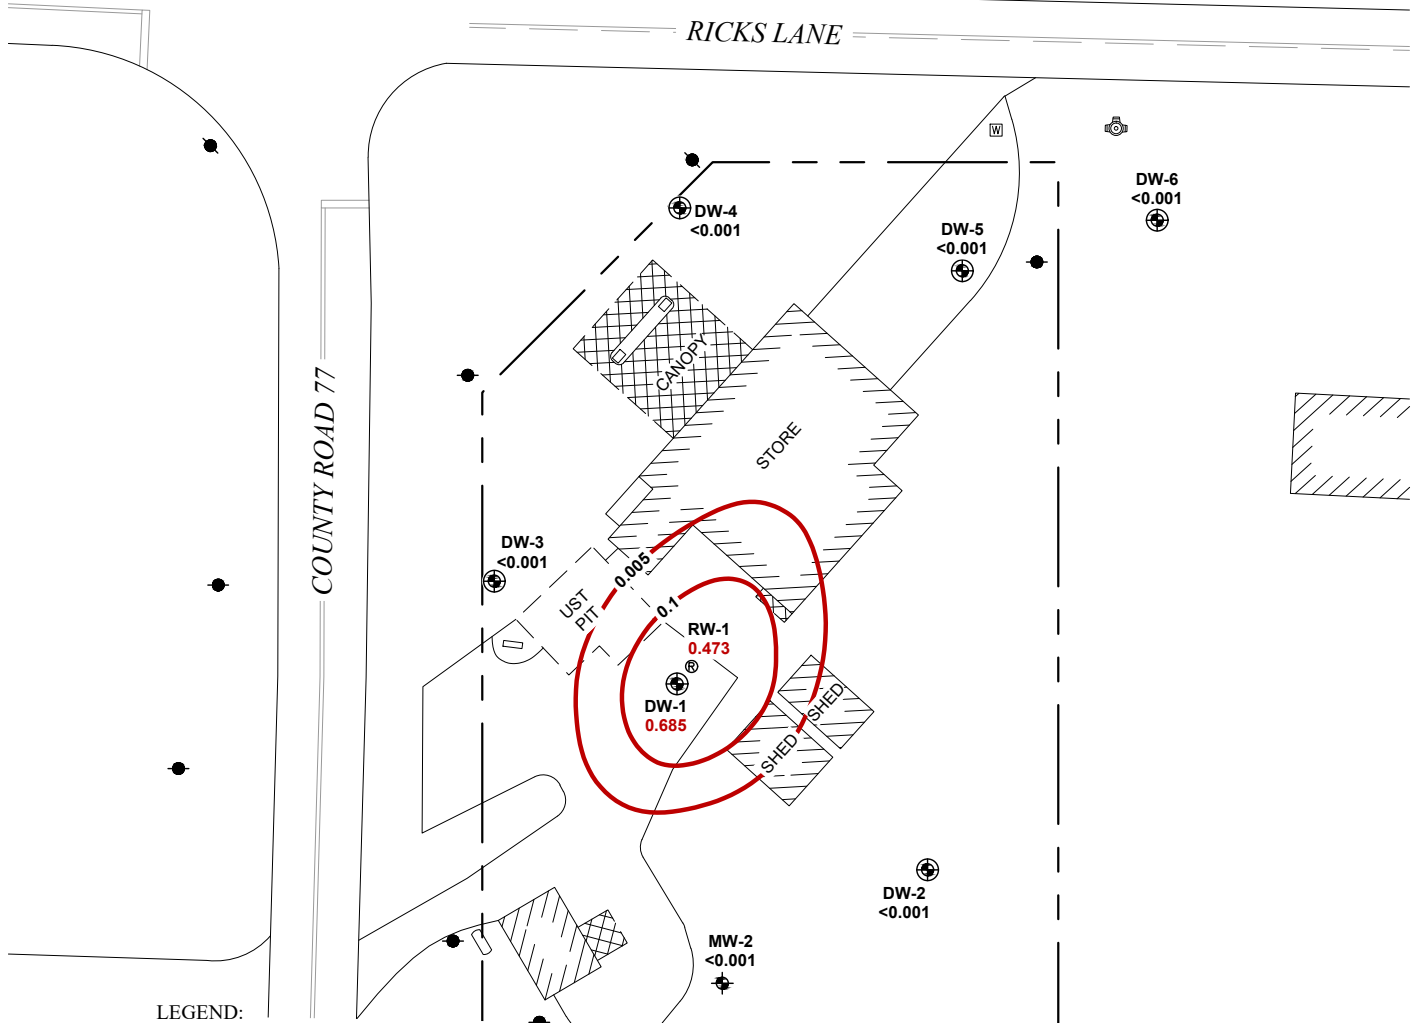 RICKS LANE
W
DW-6
<0.001
DW-4
<0.001
DW-5
<0.001
CANOPY
COUNTY ROAD 77
STORE
DW-3
<0.001
0.005
UST
PIT
0.1
RW-1
0.473
®
DW-1
0.685
SHED
SHED
DW-2
<0.001
MW-2
<0.001
LEGEND: